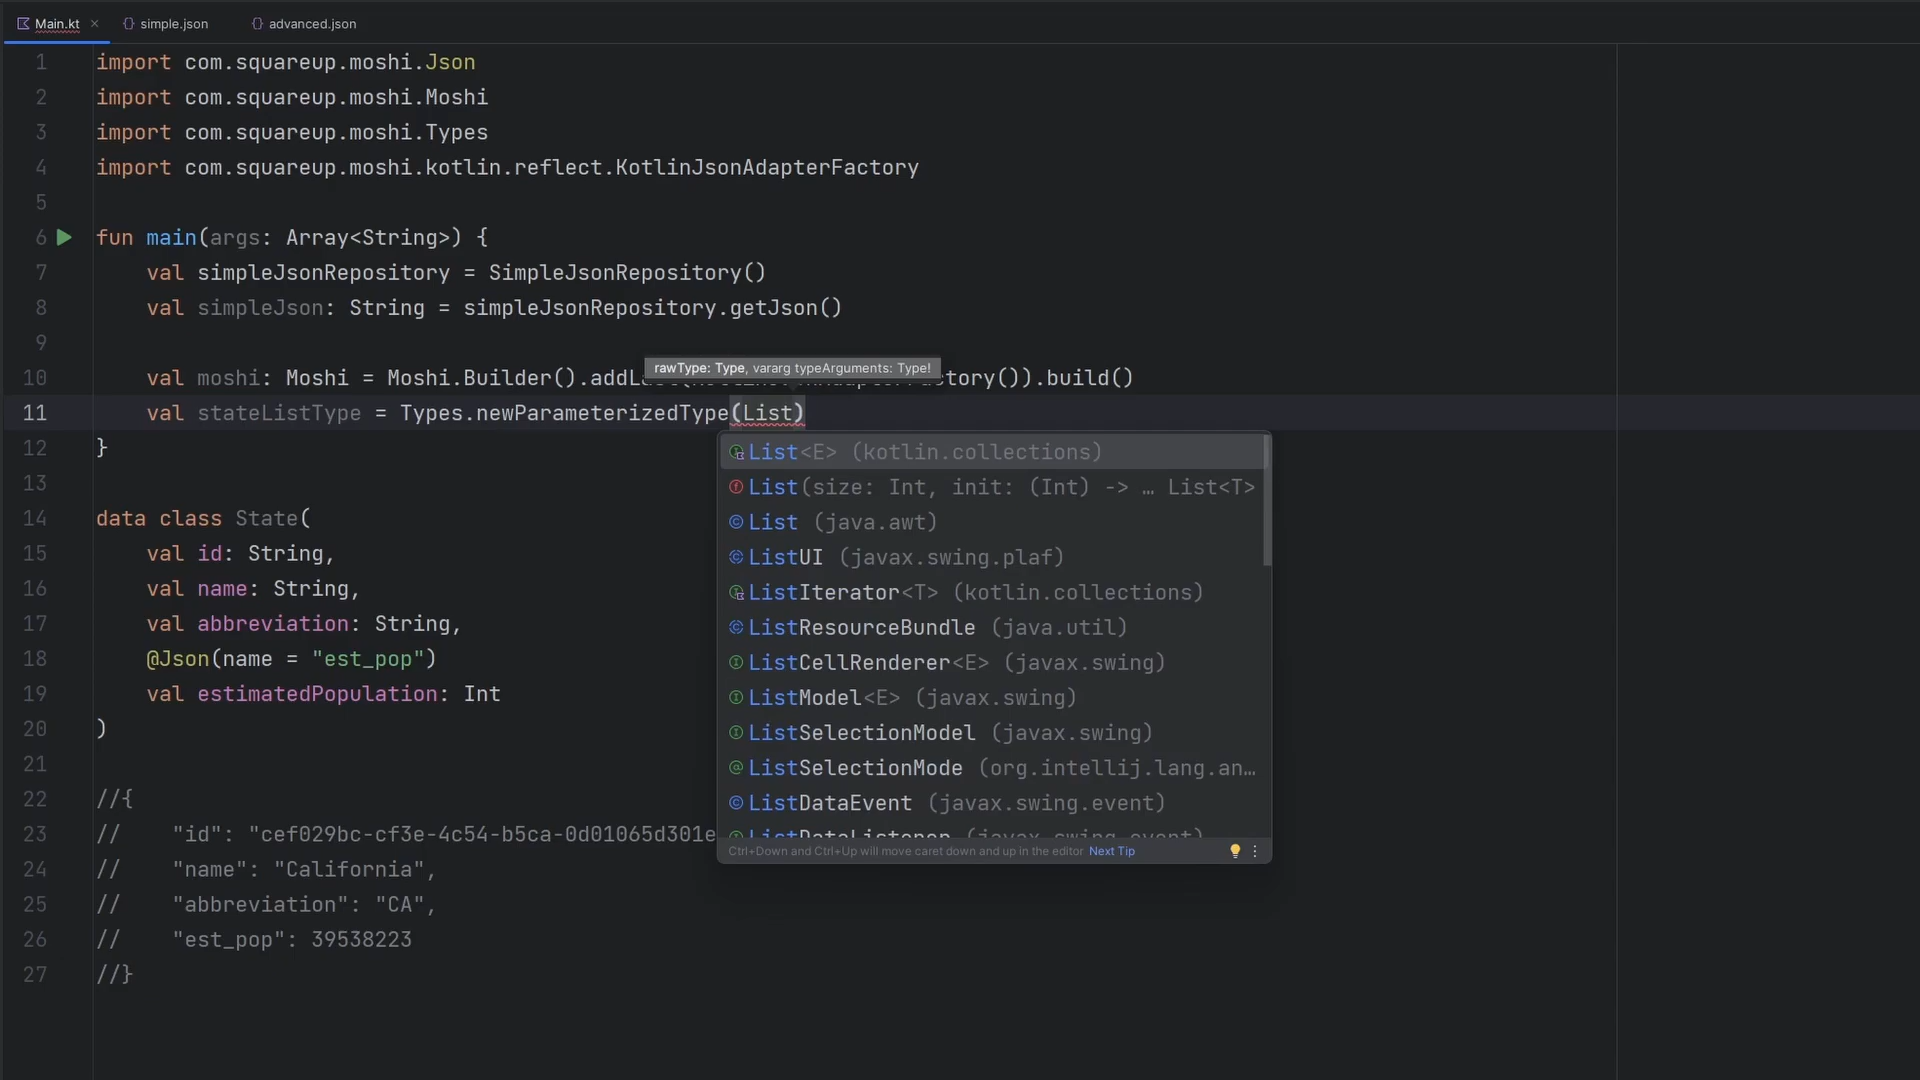 Main.kt
simple.json
advanced.json
1 import com.squareup.moshi.Json
2 import com.squareup.moshi.Moshi
3 import com.squareup.moshi.Types
4 import com.squareup.moshi.kotlin.reflect.KotlinJsonAdapterFactory
5
6 fun main(args: Array<String>) {
7 val simpleJsonRepository = SimpleJsonRepository()
8 val simpleJson: String = simpleJsonRepository.getJson()
9
rawType: Type, vararg typeArguments: Type!
10 val moshi: Moshi = Moshi.Builder().addLast(KotlinJsonAdapterFactory()).build()
11 val stateListType = Types.newParameterizedType(List)
12 }
13
14 data class State(
15 val id: String,
16 val name: String,
17 val abbreviation: String,
18 @Json(name = "est_pop")
19 val estimatedPopulation: Int
20 )
21
22 //{
23 // "id": "cef029bc-cf3e-4c54-b5ca-0d01065d301e
24 // "name": "California",
25 // "abbreviation": "CA",
26 // "est_pop": 39538223
27 //}
List<E> (kotlin.collections)
List(size: Int, init: (Int) -> … List<T>
List (java.awt)
ListUI (javax.swing.plaf)
ListIterator<T> (kotlin.collections)
ListResourceBundle (java.util)
ListCellRenderer<E> (javax.swing)
ListModel<E> (javax.swing)
ListSelectionModel (javax.swing)
ListSelectionMode (org.intellij.lang.an…
ListDataEvent (javax.swing.event)
ListDataListener (javax.swing.event)
Ctrl+Down and Ctrl+Up will move caret down and up in the editor Next Tip